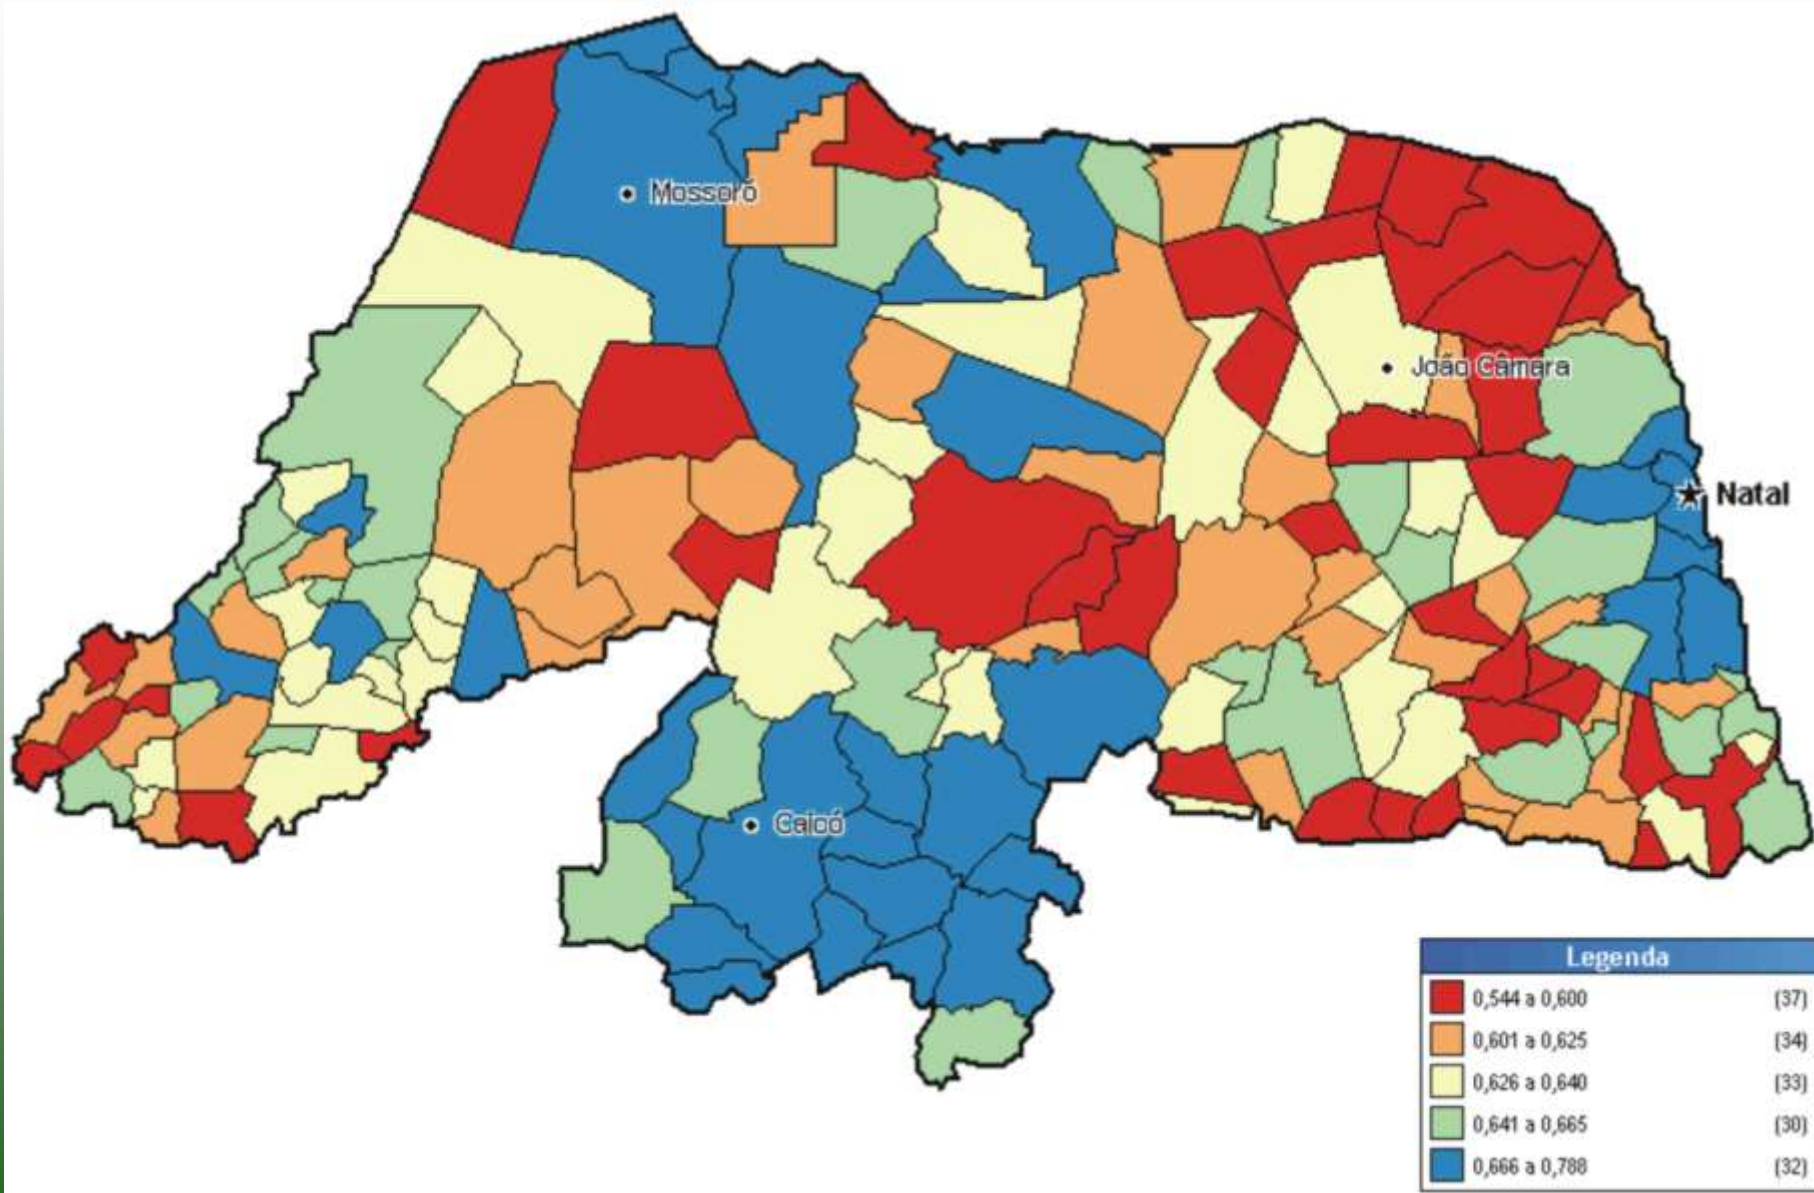 Mossoró
João Câmara
Natal
Caicó
Legenda
0,544 a 0,600 (37)
0,601 a 0,625 (34)
0,626 a 0,640 (33)
0,641 a 0,665 (30)
0,666 a 0,788 (32)